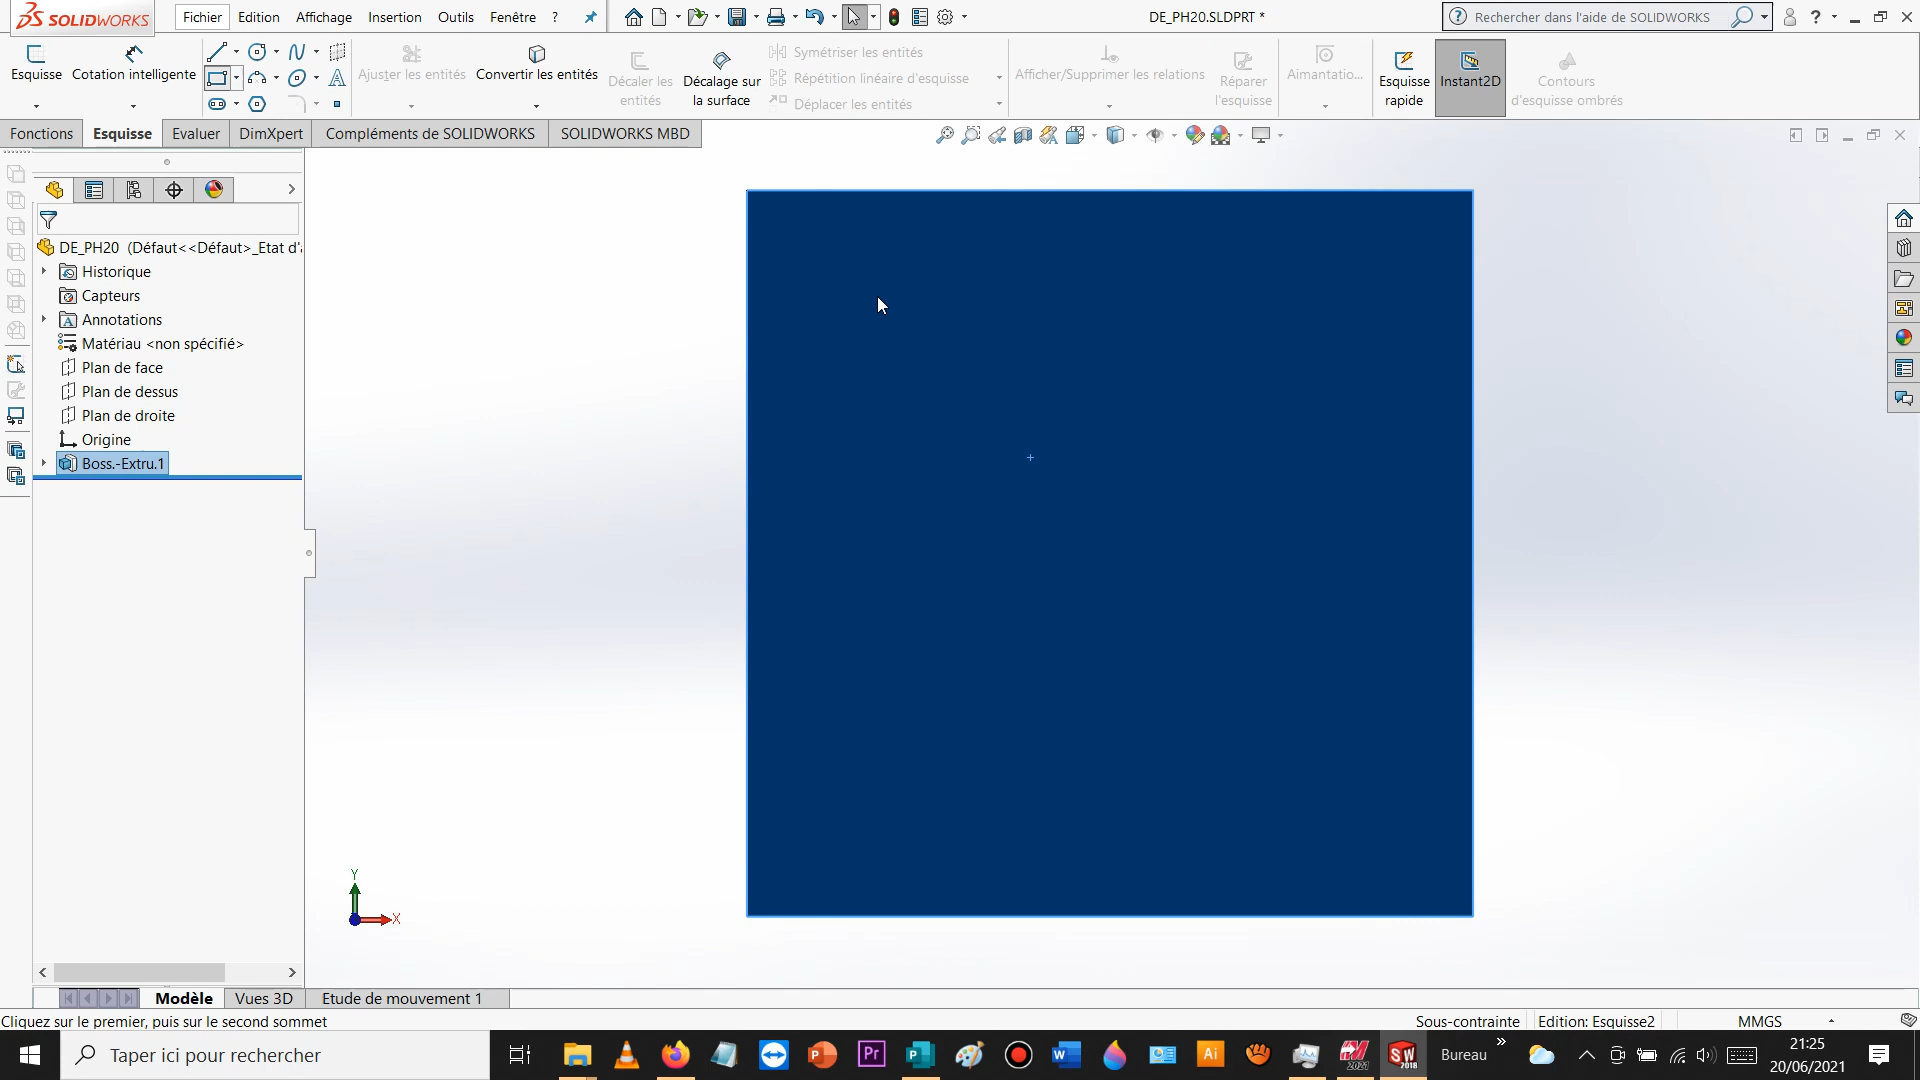 SOLIDWORKS
Fichier Edition Affichage Insertion Outils Fenêtre ?
DE_PH20.SLDPRT *
Rechercher dans l'aide de SOLIDWORKS
?
Esquisse
Cotation intelligente
Ajuster les entités
Convertir les entités
Décaler les
entités
Décalage sur
la surface
Symétriser les entités
Répétition linéaire d'esquisse
Déplacer les entités
Afficher/Supprimer les relations
Réparer
l'esquisse
Aimantatio...
Esquisse
rapide
Instant2D
Contours
d'esquisse ombrés
Fonctions Esquisse Evaluer DimXpert Compléments de SOLIDWORKS SOLIDWORKS MBD
DE_PH20 (Défaut<<Défaut>_Etat d'a
Historique
Capteurs
Annotations
Matériau <non spécifié>
Plan de face
Plan de dessus
Plan de droite
Origine
Boss.-Extru.1
Y
X
Modèle Vues 3D Etude de mouvement 1
Cliquez sur le premier, puis sur le second sommet
Sous-contrainte Edition: Esquisse2 MMGS
Taper ici pour rechercher
Pr
Ai
2021
SW
2018
Bureau
21:25
20/06/2021